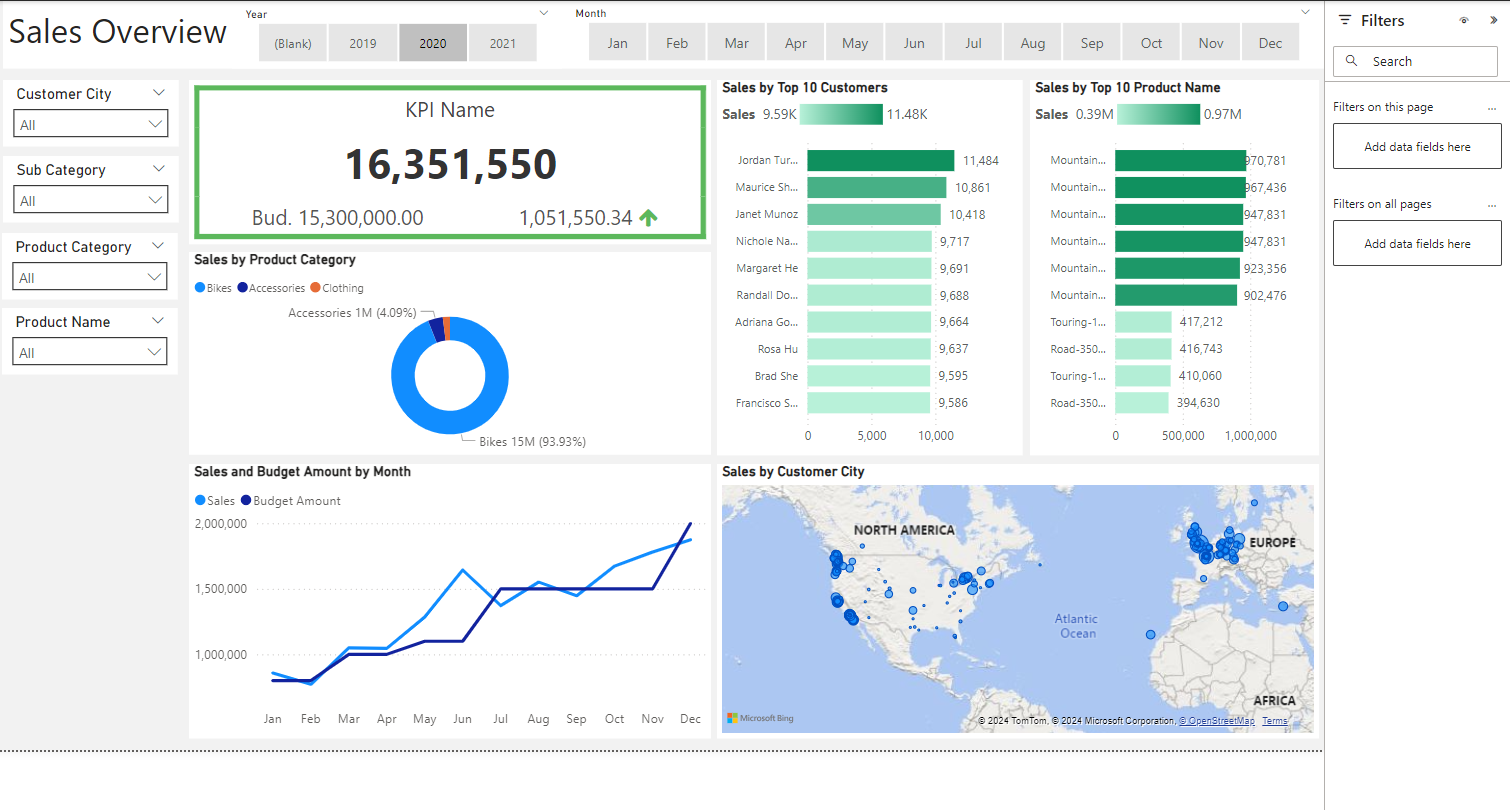 Sales Overview
Year
(Blank) 2019 2020 2021
Month
Jan Feb Mar Apr May Jun Jul Aug Sep Oct Nov Dec
Customer City
All
Sub Category
All
Product Category
All
Product Name
All
KPI Name
16,351,550
Bud. 15,300,000.00 1,051,550.34
Sales by Product Category
Bikes Accessories Clothing
Accessories 1M (4.09%)
Bikes 15M (93.93%)
Sales by Top 10 Customers
Sales 9.59K 11.48K
Jordan Tur... 11,484
Maurice Sh... 10,861
Janet Munoz 10,418
Nichole Na... 9,717
Margaret He 9,691
Randall Do... 9,688
Adriana Go... 9,664
Rosa Hu 9,637
Brad She 9,595
Francisco S... 9,586
0 5,000 10,000
Sales by Top 10 Product Name
Sales 0.39M 0.97M
Mountain... 970,781
Mountain... 967,436
Mountain... 947,831
Mountain... 947,831
Mountain... 923,356
Mountain... 902,476
Touring-1... 417,212
Road-350... 416,743
Touring-1... 410,060
Road-350... 394,630
0 500,000 1,000,000
Sales and Budget Amount by Month
Sales Budget Amount
2,000,000
1,500,000
1,000,000
Jan Feb Mar Apr May Jun Jul Aug Sep Oct Nov Dec
Sales by Customer City
NORTH AMERICA
EUROPE
Atlantic
Ocean
AFRICA
Microsoft Bing
© 2024 TomTom, © 2024 Microsoft Corporation, © OpenStreetMap Terms
Filters
Search
Filters on this page ...
Add data fields here
Filters on all pages ...
Add data fields here